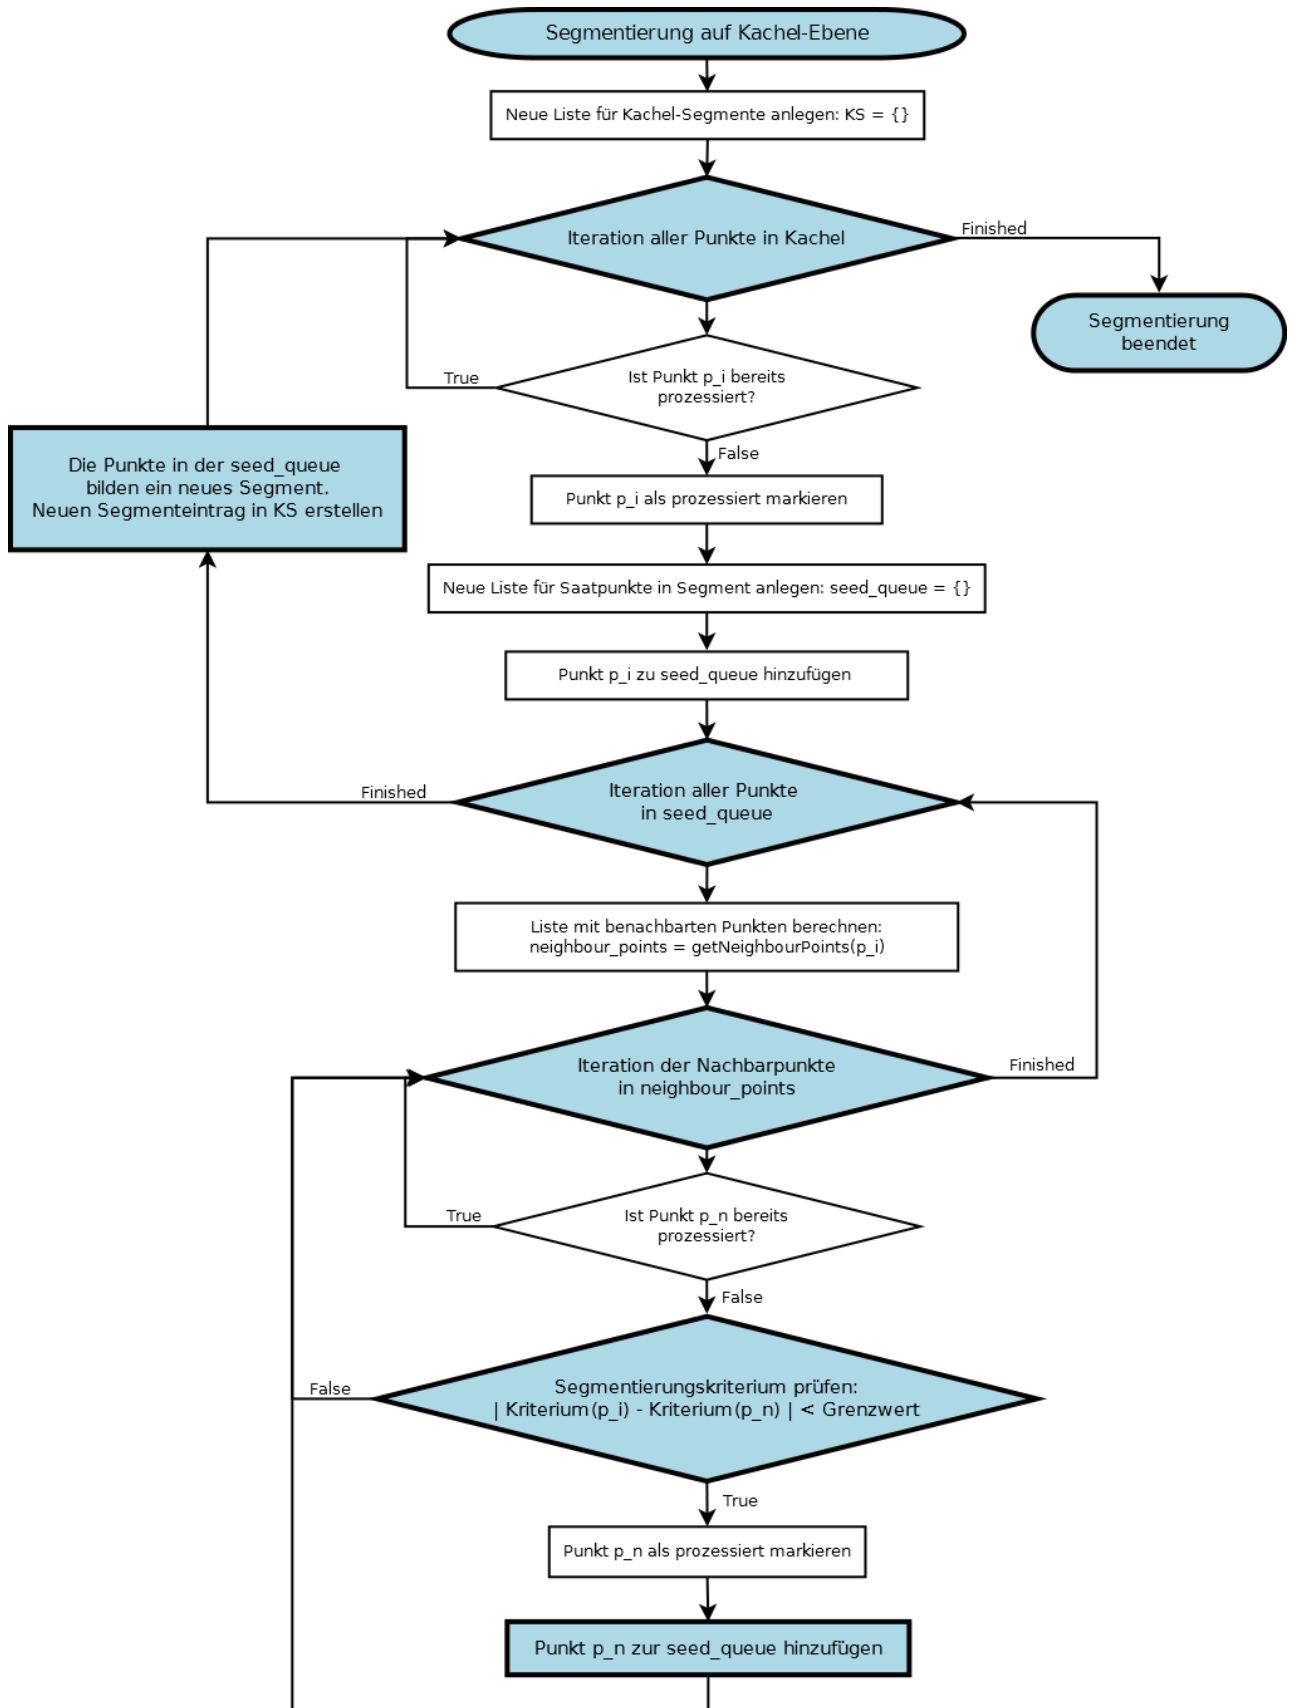 Segmentierung auf Kachel-Ebene
Neue Liste für Kachel-Segmente anlegen: KS = {}
Iteration aller Punkte in Kachel
Finished
Segmentierung
beendet
Ist Punkt p_i bereits
prozessiert?
True
False
Die Punkte in der seed_queue
bilden ein neues Segment.
Neuen Segmenteintrag in KS erstellen
Punkt p_i als prozessiert markieren
Neue Liste für Saatpunkte in Segment anlegen: seed_queue = {}
Punkt p_i zu seed_queue hinzufügen
Iteration aller Punkte
in seed_queue
Finished
Liste mit benachbarten Punkten berechnen:
neighbour_points = getNeighbourPoints(p_i)
Iteration der Nachbarpunkte
in neighbour_points
Finished
Ist Punkt p_n bereits
prozessiert?
True
False
Segmentierungskriterium prüfen:
| Kriterium(p_i) - Kriterium(p_n) | < Grenzwert
False
True
Punkt p_n als prozessiert markieren
Punkt p_n zur seed_queue hinzufügen